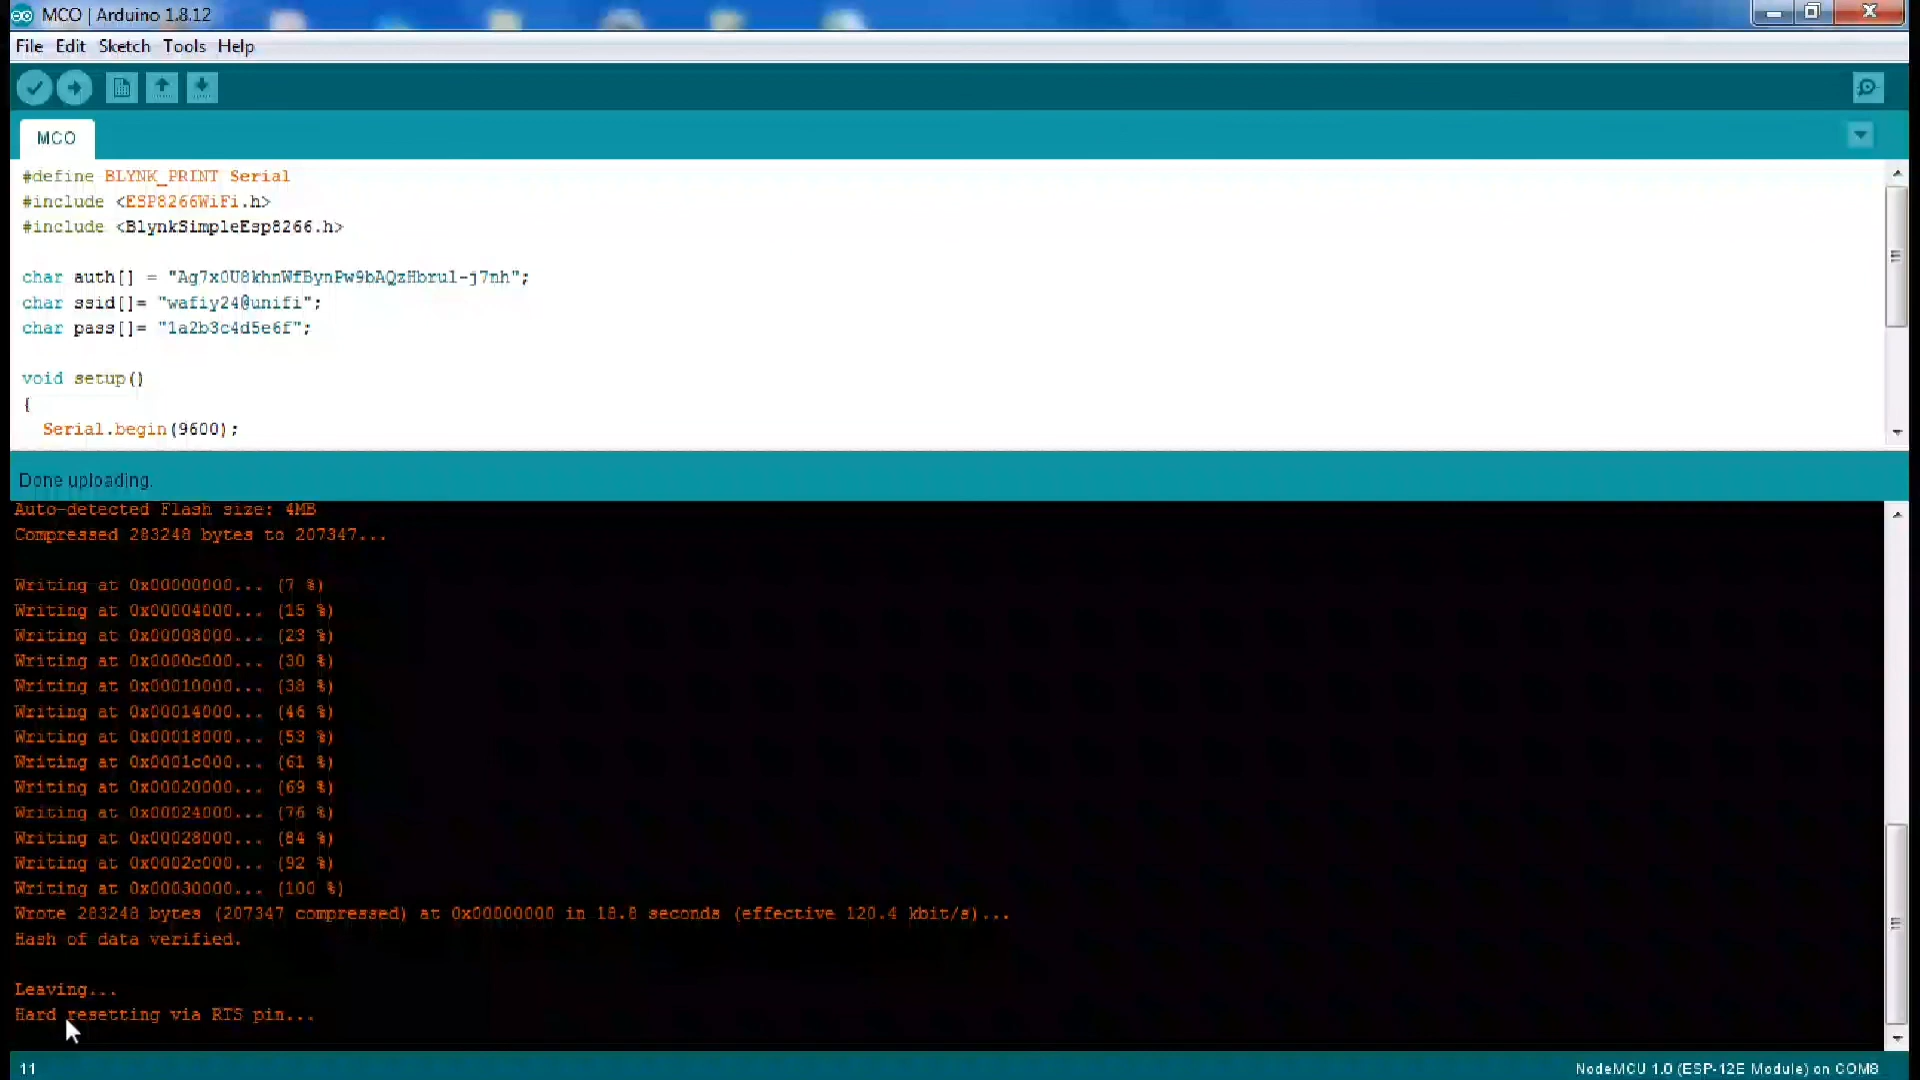 MCO | Arduino 1.8.12
File Edit Sketch Tools Help
MCO
#define BLYNK_PRINT Serial
#include <ESP8266WiFi.h>
#include <BlynkSimpleEsp8266.h>
char auth[] = "Ag7x0U8khnWfBynPw9bAQzHbrul-j7nh";
char ssid[]= "wafiy24@unifi";
char pass[]= "1a2b3c4d5e6f";
void setup()
{
Serial.begin(9600);
Done uploading.
Auto-detected Flash size: 4MB
Compressed 283248 bytes to 207347...
Writing at 0x00000000... (7 %)
Writing at 0x00004000... (15 %)
Writing at 0x00008000... (23 %)
Writing at 0x0000c000... (30 %)
Writing at 0x00010000... (38 %)
Writing at 0x00014000... (46 %)
Writing at 0x00018000... (53 %)
Writing at 0x0001c000... (61 %)
Writing at 0x00020000... (69 %)
Writing at 0x00024000... (76 %)
Writing at 0x00028000... (84 %)
Writing at 0x0002c000... (92 %)
Writing at 0x00030000... (100 %)
Wrote 283248 bytes (207347 compressed) at 0x00000000 in 18.8 seconds (effective 120.4 kbit/s)...
Hash of data verified.
Leaving...
Hard resetting via RTS pin...
11
NodeMCU 1.0 (ESP-12E Module) on COM8